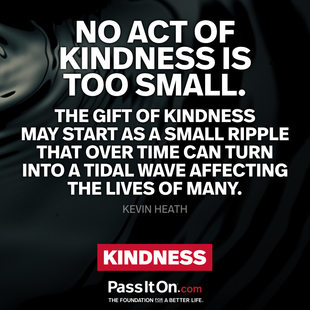 NO ACT OF
KINDNESS IS
TOO SMALL.
THE GIFT OF KINDNESS
MAY START AS A SMALL RIPPLE
THAT OVER TIME CAN TURN
INTO A TIDAL WAVE AFFECTING
THE LIVES OF MANY.
KEVIN HEATH
KINDNESS
PassItOn.com
THE FOUNDATION FOR A BETTER LIFE.